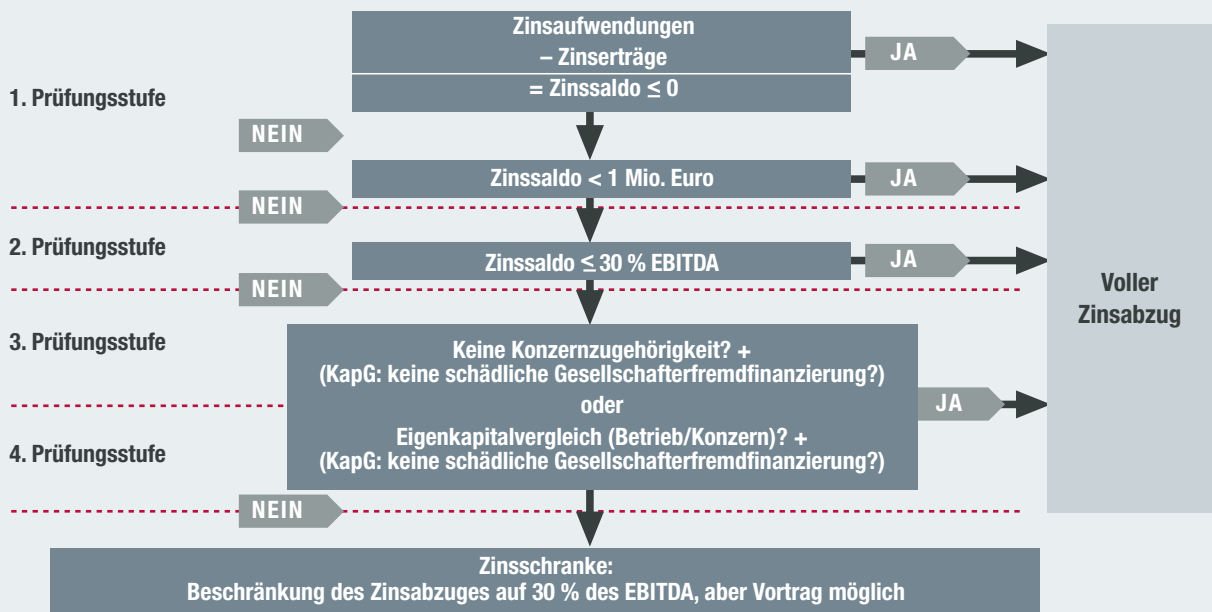 Zinsaufwendungen
– Zinserträge
= Zinssaldo ≤ 0
JA
1. Prüfungsstufe
NEIN
Zinssaldo < 1 Mio. Euro
JA
NEIN
2. Prüfungsstufe
Zinssaldo ≤ 30 % EBITDA
JA
NEIN
Voller
Zinsabzug
3. Prüfungsstufe
Keine Konzernzugehörigkeit? +
(KapG: keine schädliche Gesellschafterfremdfinanzierung?)
oder
JA
Eigenkapitalvergleich (Betrieb/Konzern)? +
(KapG: keine schädliche Gesellschafterfremdfinanzierung?)
4. Prüfungsstufe
NEIN
Zinsschranke:
Beschränkung des Zinsabzuges auf 30 % des EBITDA, aber Vortrag möglich